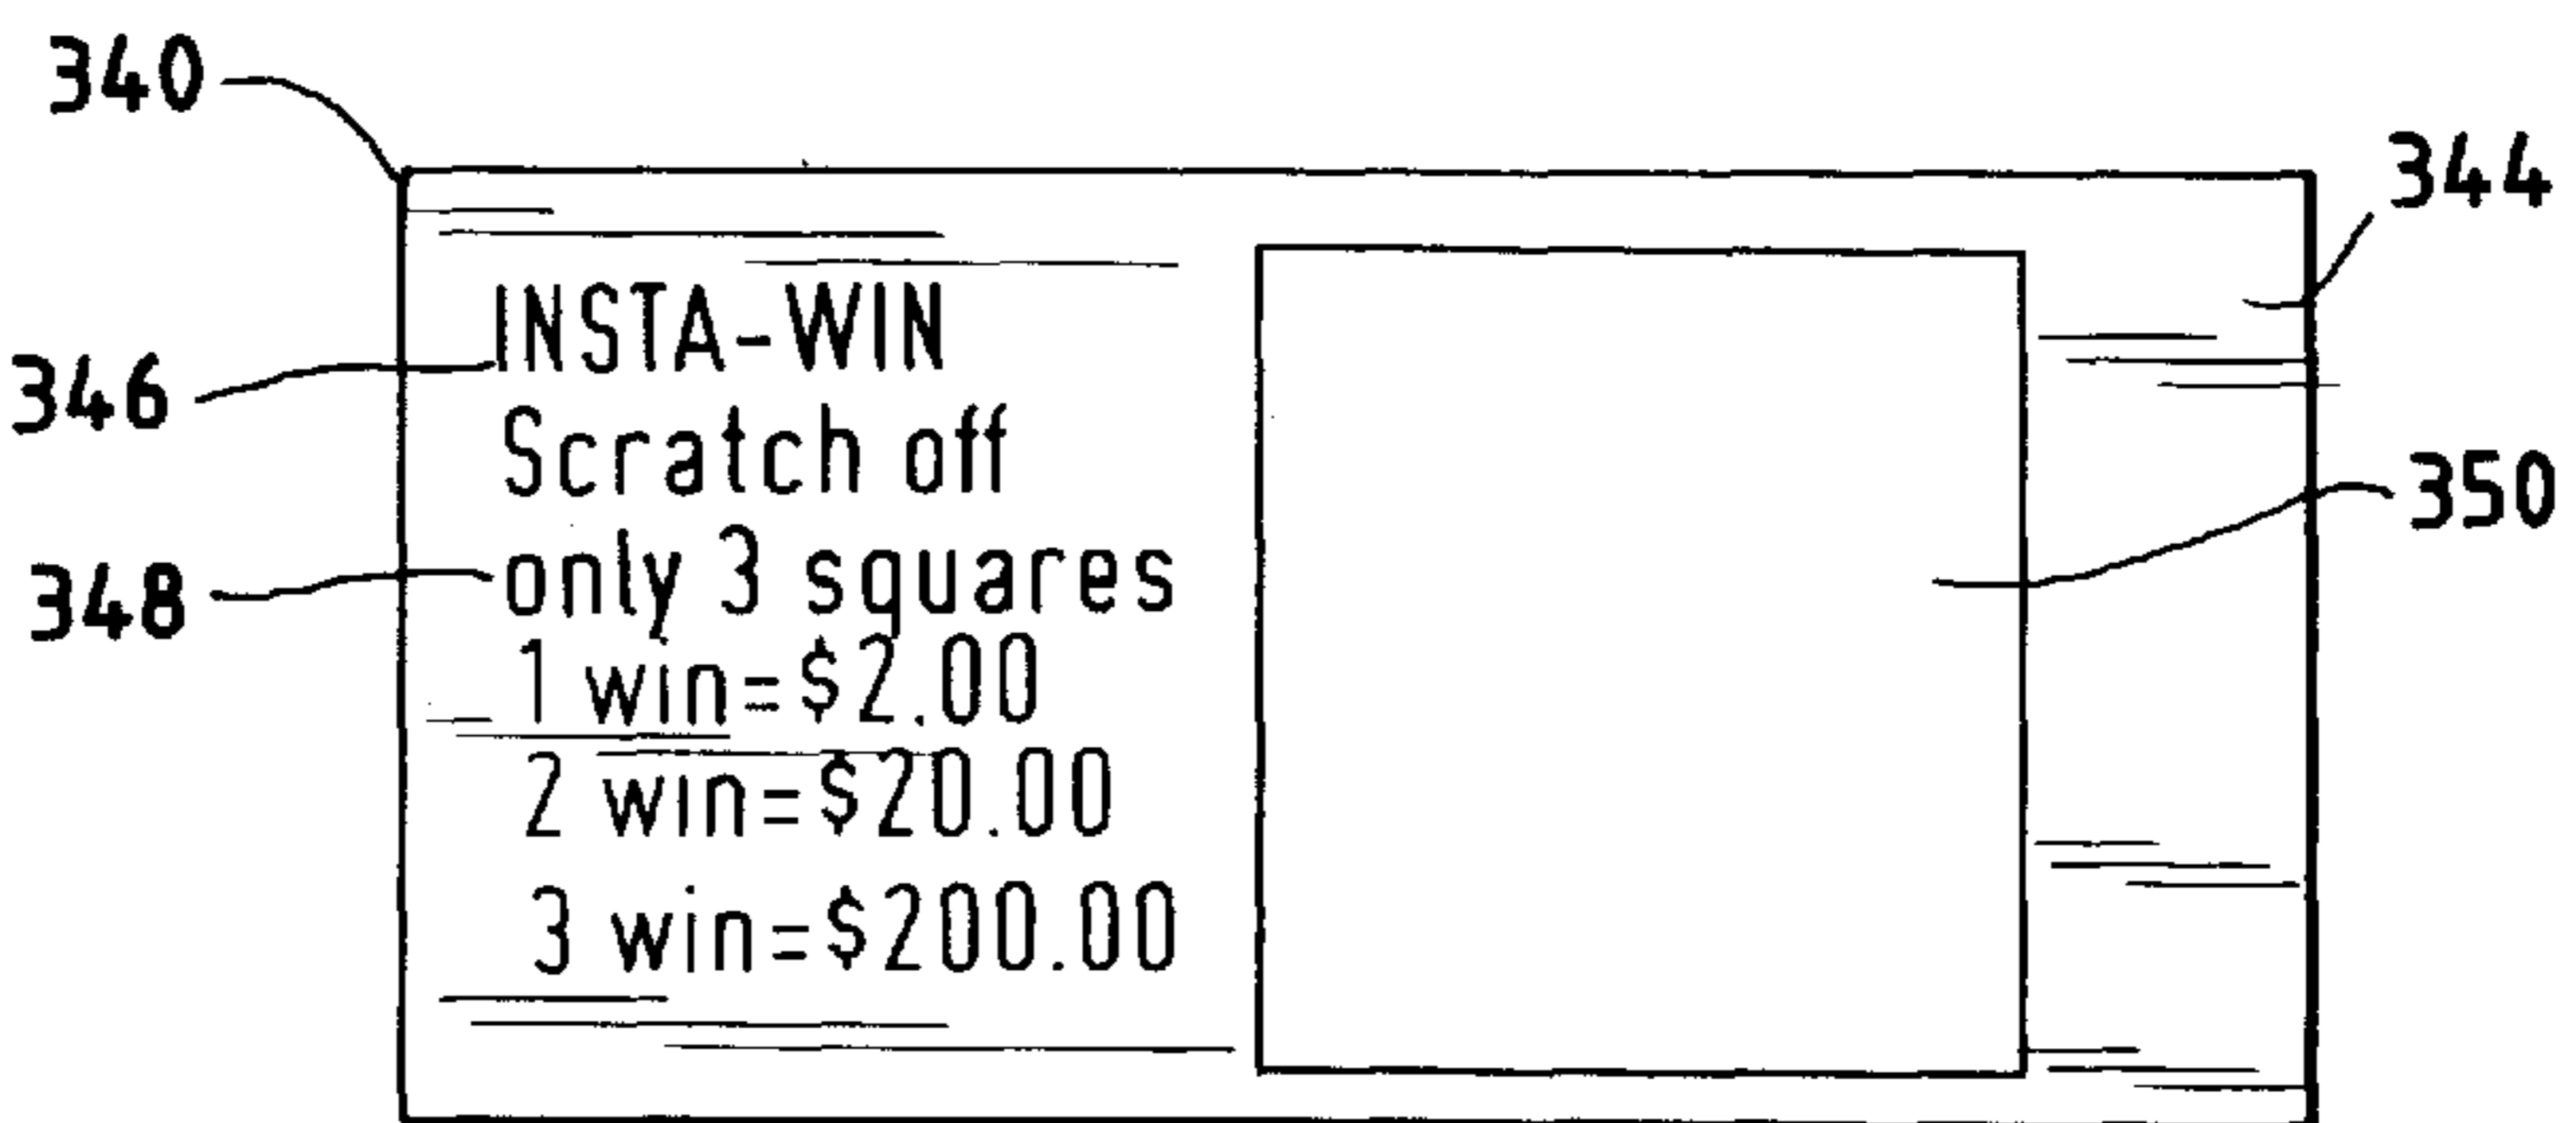 340
344
346
INSTA-WIN
Scratch off
350
348
only 3 squares
1 win=$2.00
2 win=$20.00
3 win=$200.00